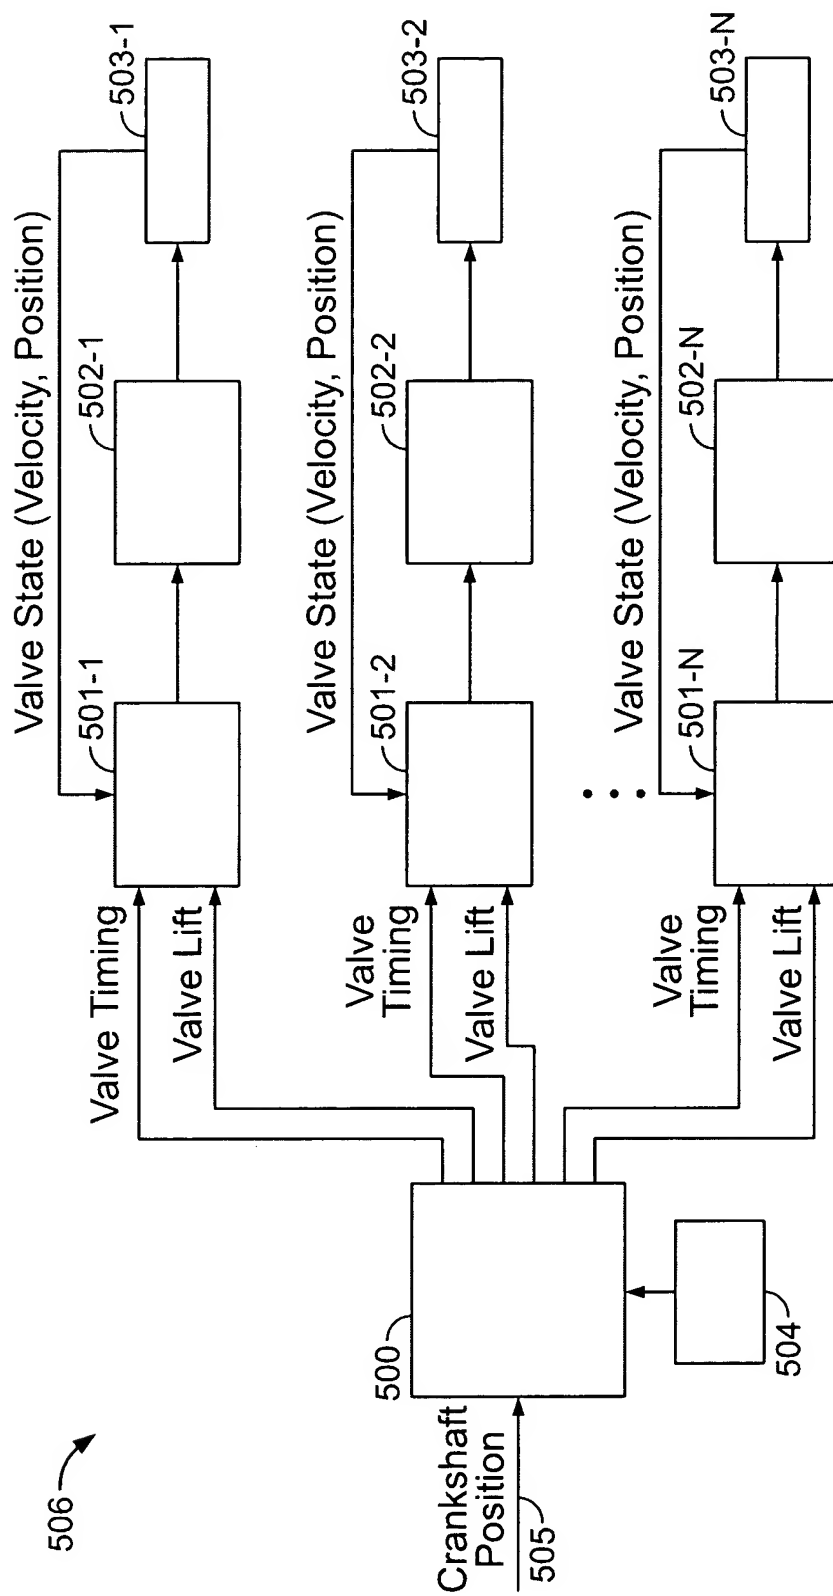 506
Crankshaft
Position
505
500
504
Valve Timing
Valve Lift
501-1
502-1
503-1
Valve State (Velocity, Position)
Valve
Timing
Valve Lift
501-2
502-2
503-2
Valve State (Velocity, Position)
Valve
Timing
Valve Lift
501-N
502-N
503-N
Valve State (Velocity, Position)